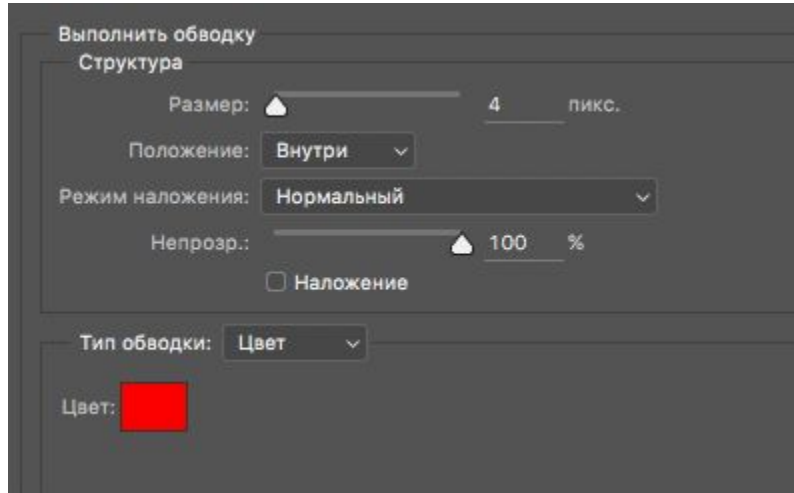 Выполнить обводку
Структура
Размер: 4 пикс.
Положение: Внутри
Режим наложения: Нормальный
Непрозр.: 100 %
Наложение
Тип обводки: Цвет
Цвет: